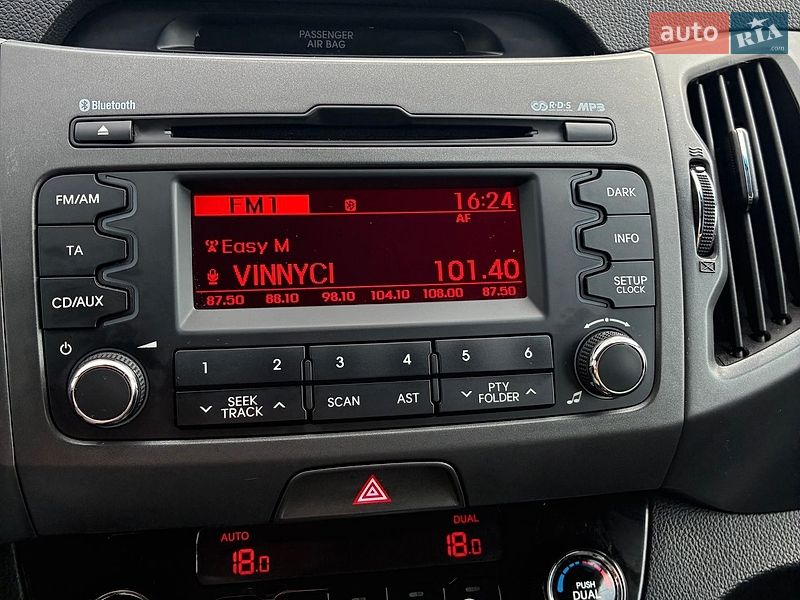 auto RIA.com
PASSENGER
AIR BAG
Bluetooth
R·D·S MP3
FM/AM
TA
CD/AUX
FM1 16:24
AF
Easy M
VINNYCI 101.40
87.50 88.10 98.10 104.10 108.00 87.50
DARK
INFO
SETUP
CLOCK
1 2 3 4 5 6
SEEK
TRACK
SCAN AST
PTY
FOLDER
AUTO
18.0
DUAL
18.0
PUSH
DUAL